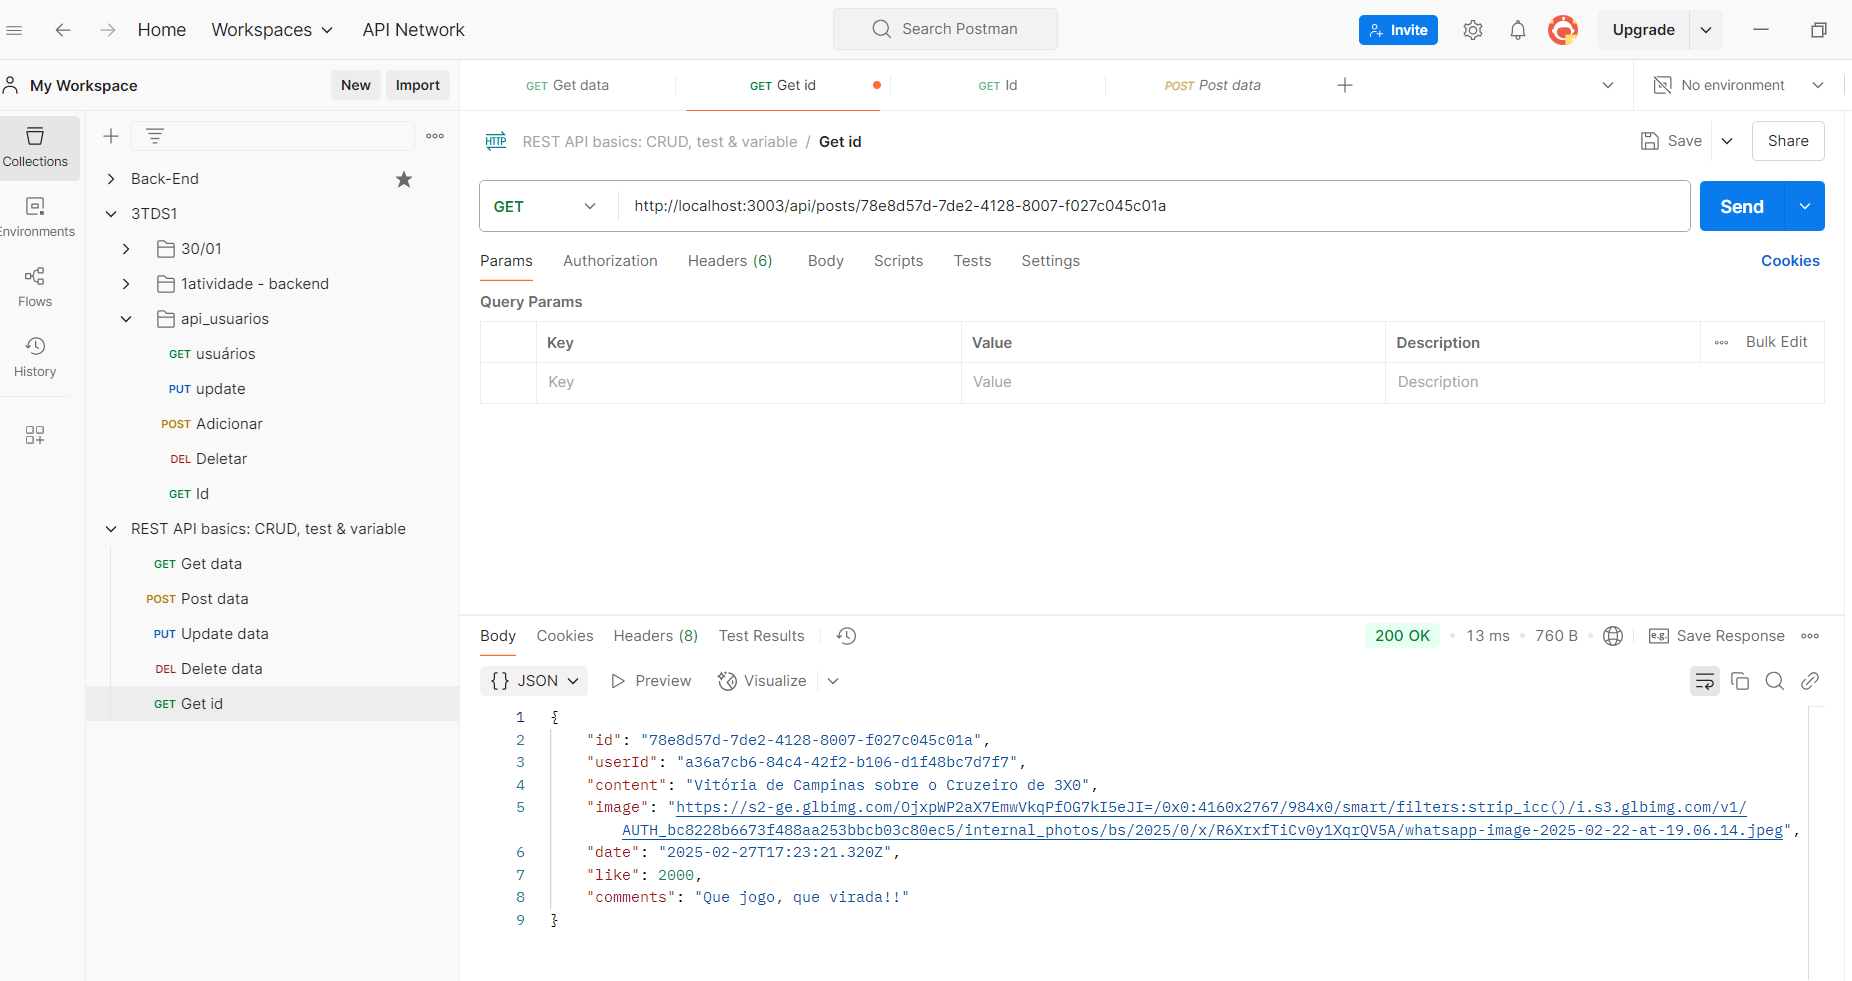 Home Workspaces API Network Search Postman Invite Upgrade
My Workspace New Import GET Get data GET Get id GET Id POST Post data No environment
Collections
Environments
Flows
History
Back-End
3TDS1
30/01
1atividade - backend
api_usuarios
GET usuários
PUT update
POST Adicionar
DEL Deletar
GET Id
REST API basics: CRUD, test & variable
GET Get data
POST Post data
PUT Update data
DEL Delete data
GET Get id
HTTP REST API basics: CRUD, test & variable / Get id Save Share
GET http://localhost:3003/api/posts/78e8d57d-7de2-4128-8007-f027c045c01a Send
Params Authorization Headers (6) Body Scripts Tests Settings Cookies
Query Params
Key Value Description Bulk Edit
Key Value Description
Body Cookies Headers (8) Test Results 200 OK 13 ms 760 B e.g. Save Response
{} JSON Preview Visualize
1 {
2 "id": "78e8d57d-7de2-4128-8007-f027c045c01a",
3 "userId": "a36a7cb6-84c4-42f2-b106-d1f48bc7d7f7",
4 "content": "Vitória de Campinas sobre o Cruzeiro de 3X0",
5 "image": "https://s2-ge.glbimg.com/OjxpWP2aX7EmwVkqPfOG7kI5eJI=/0x0:4160x2767/984x0/smart/filters:strip_icc()/i.s3.glbimg.com/v1/
AUTH_bc8228b6673f488aa253bbcb03c80ec5/internal_photos/bs/2025/0/x/R6XrxfTiCv0y1XqrQV5A/whatsapp-image-2025-02-22-at-19.06.14.jpeg",
6 "date": "2025-02-27T17:23:21.320Z",
7 "like": 2000,
8 "comments": "Que jogo, que virada!!"
9 }